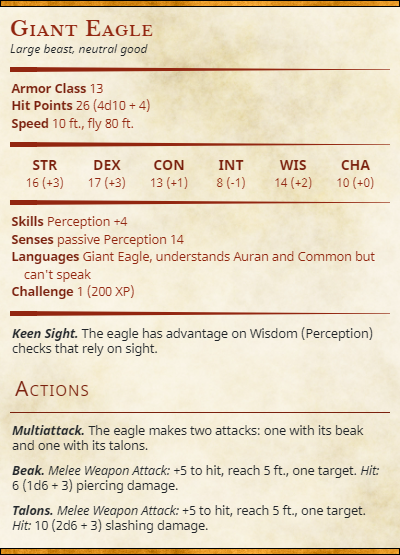 Giant Eagle
Large beast, neutral good
Armor Class 13
Hit Points 26 (4d10 + 4)
Speed 10 ft., fly 80 ft.
STR DEX CON INT WIS CHA
16 (+3) 17 (+3) 13 (+1) 8 (-1) 14 (+2) 10 (+0)
Skills Perception +4
Senses passive Perception 14
Languages Giant Eagle, understands Auran and Common but
can't speak
Challenge 1 (200 XP)
Keen Sight. The eagle has advantage on Wisdom (Perception)
checks that rely on sight.
Actions
Multiattack. The eagle makes two attacks: one with its beak
and one with its talons.
Beak. Melee Weapon Attack: +5 to hit, reach 5 ft., one target. Hit:
6 (1d6 + 3) piercing damage.
Talons. Melee Weapon Attack: +5 to hit, reach 5 ft., one target.
Hit: 10 (2d6 + 3) slashing damage.